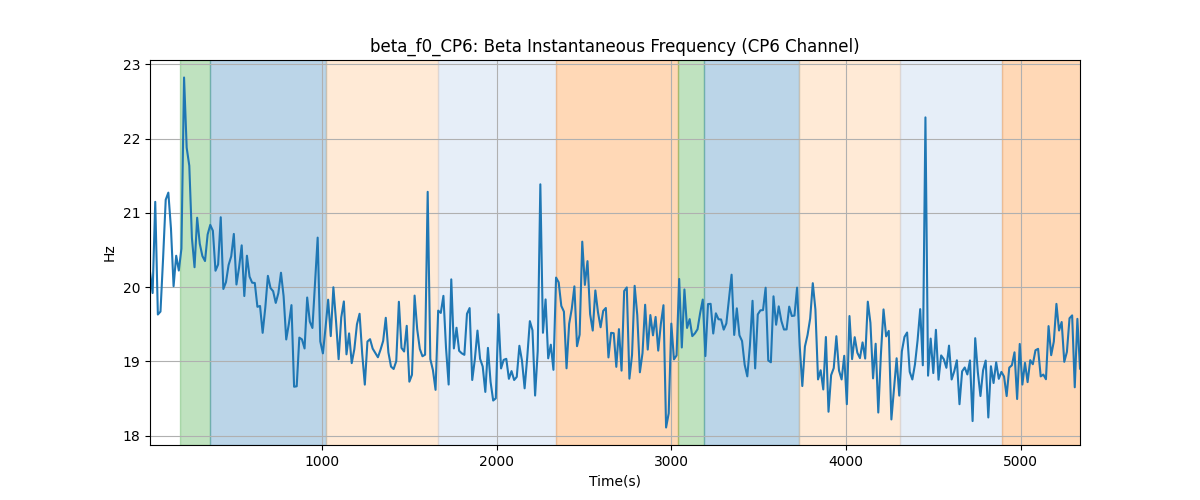 beta_f0_CP6: Beta Instantaneous Frequency (CP6 Channel)
23
22
21
20
19
18
Hz
1000 2000 3000 4000 5000
Time(s)